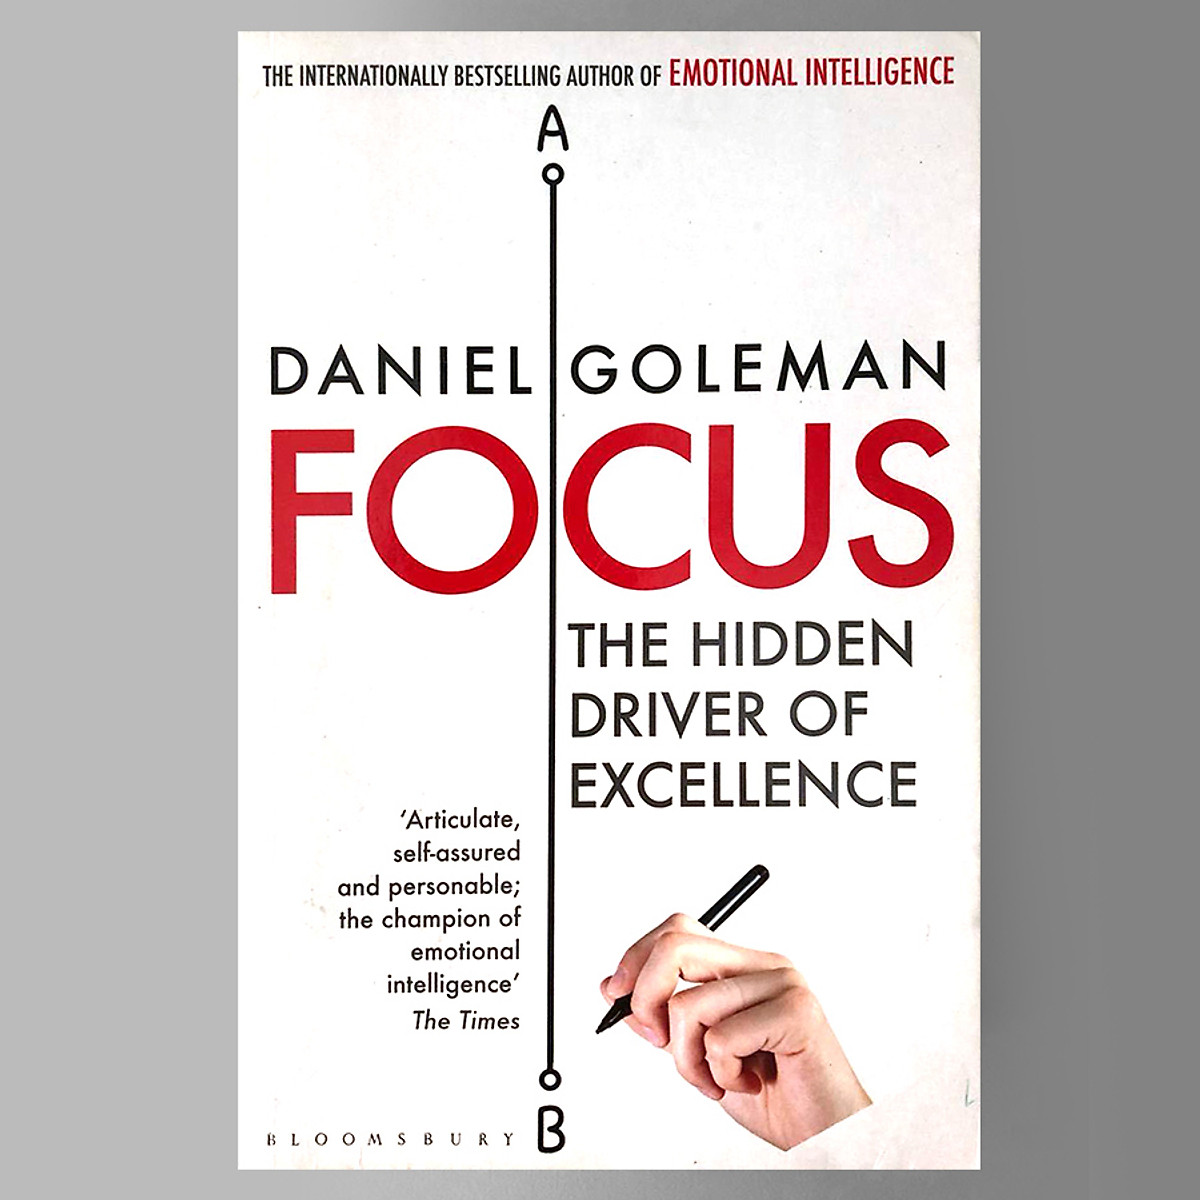 THE INTERNATIONALLY BESTSELLING AUTHOR OF EMOTIONAL INTELLIGENCE
A
DANIEL GOLEMAN
FOCUS
THE HIDDEN
DRIVER OF
EXCELLENCE
‘Articulate,
self-assured
and personable;
the champion of
emotional
intelligence’
The Times
B
BLOOMSBURY